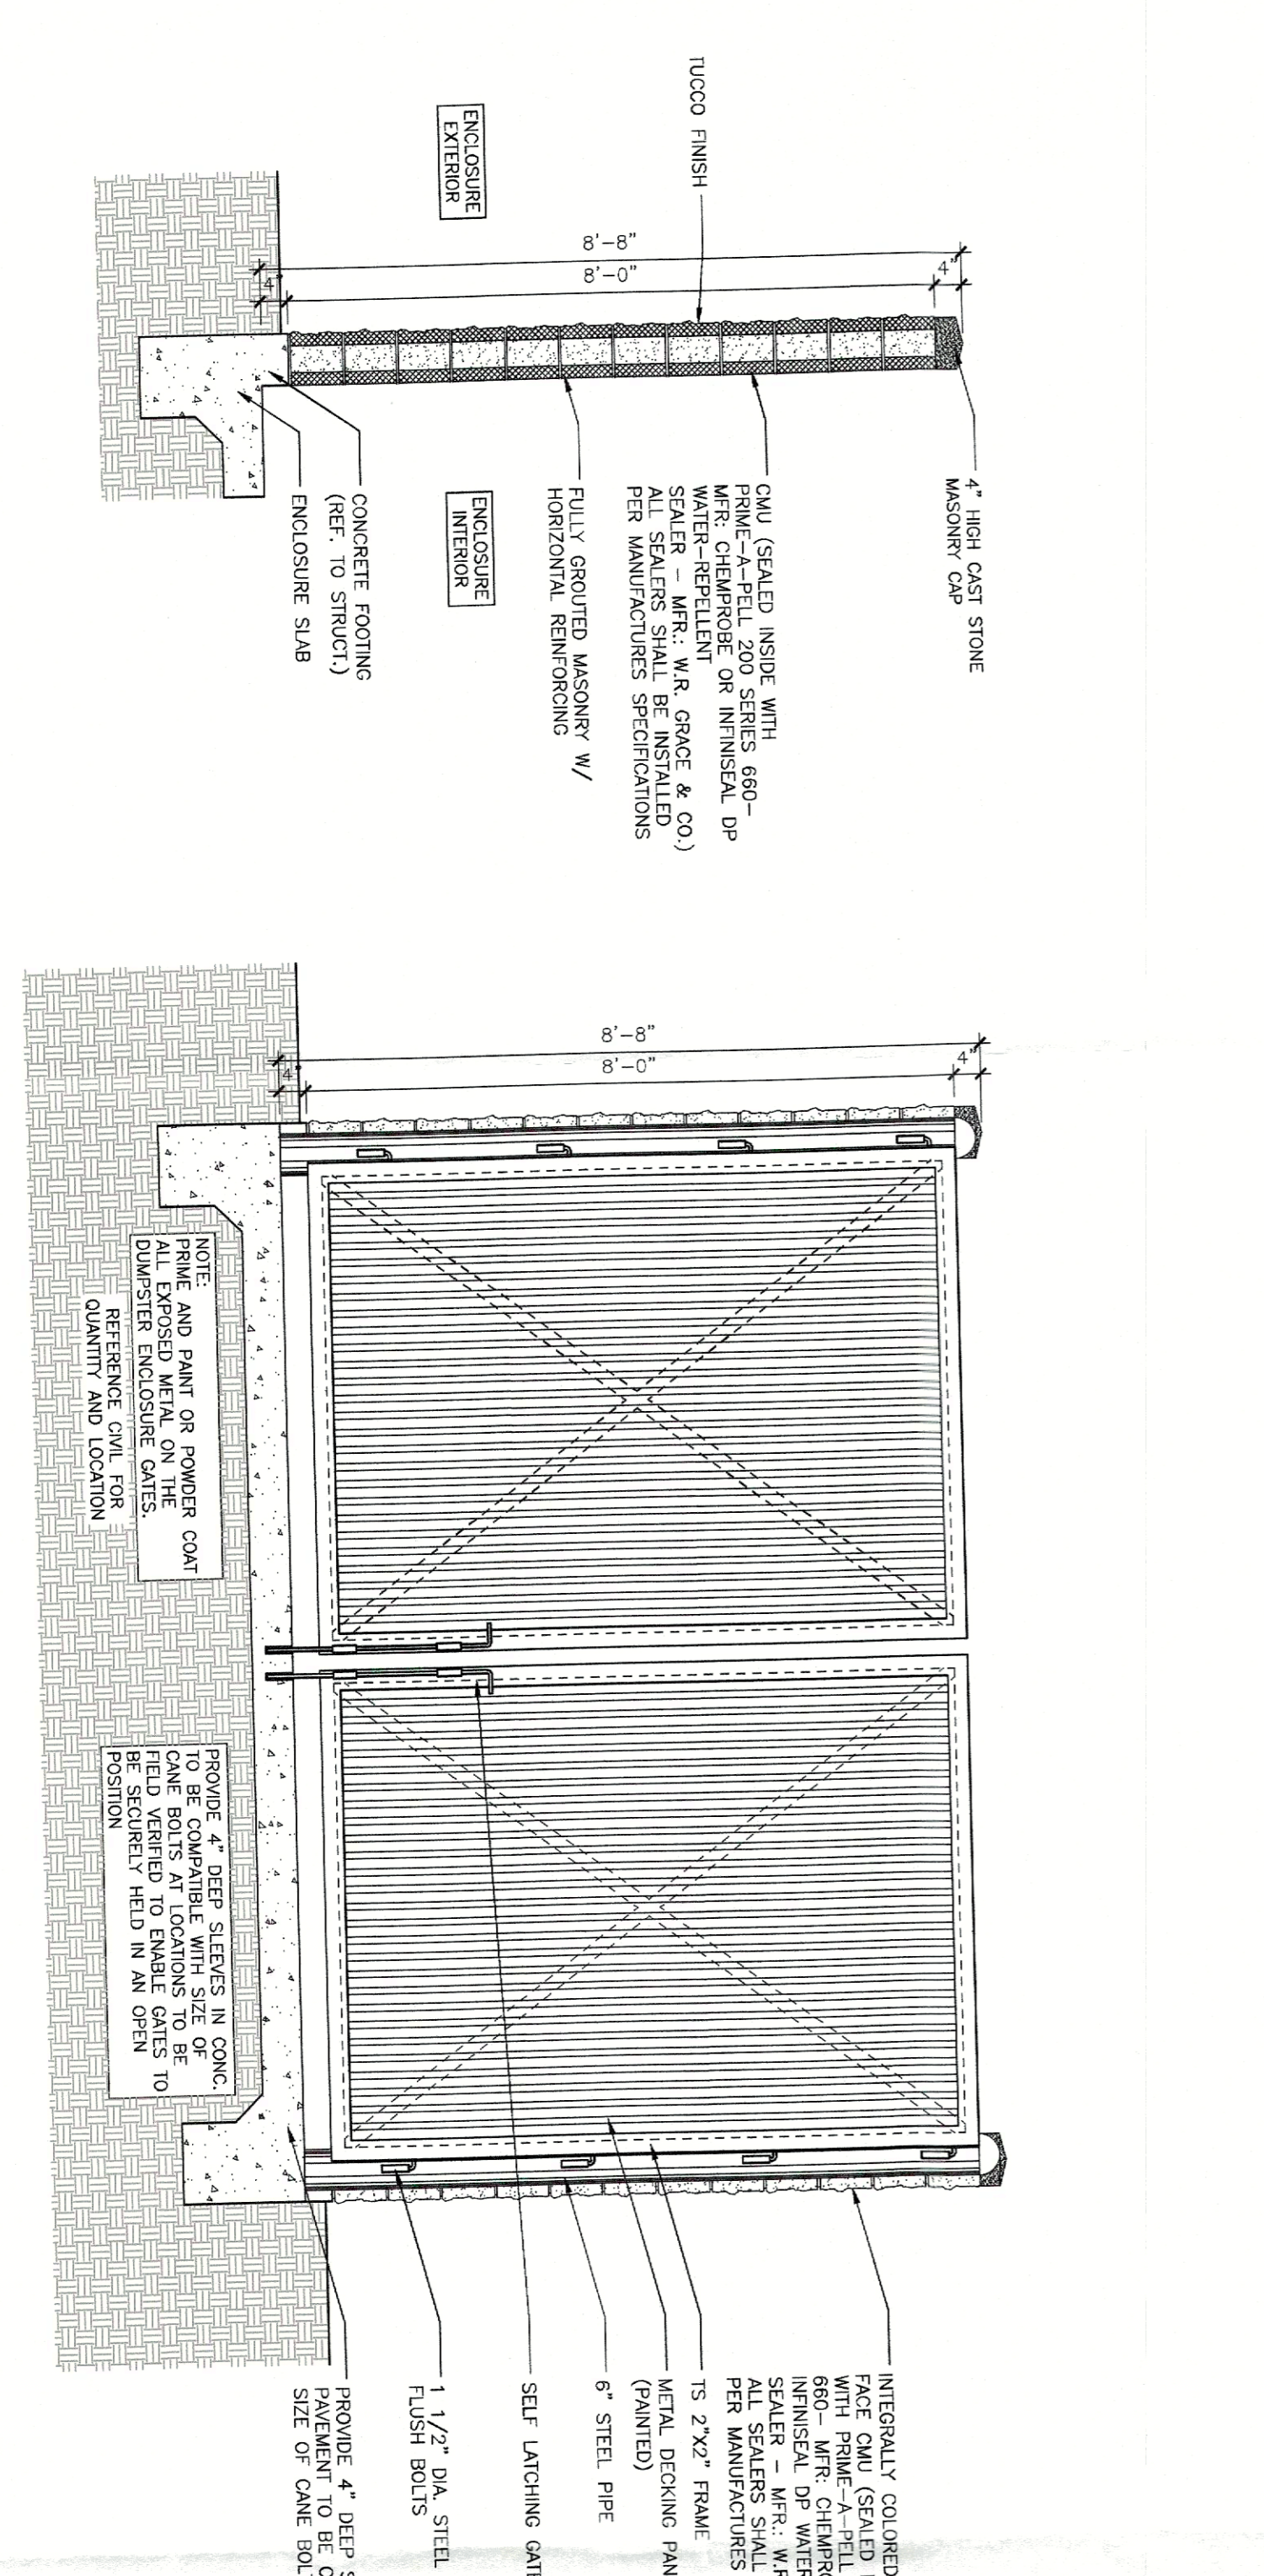 TUCCO FINISH
ENCLOSURE
EXTERIOR
8'-8"
8'-0"
4"
4"
4" HIGH CAST STONE
MASONRY CAP
CMU (SEALED INSIDE WITH
PRIME-A-PELL 200 SERIES 660-
MFR: CHEMPROBE OR INFINISEAL DP
WATER-REPELLENT
SEALER - MFR.: W.R. GRACE & CO.)
ALL SEALERS SHALL BE INSTALLED
PER MANUFACTURES SPECIFICATIONS
FULLY GROUTED MASONRY W/
HORIZONTAL REINFORCING
ENCLOSURE
INTERIOR
CONCRETE FOOTING
(REF. TO STRUCT.)
ENCLOSURE SLAB
8'-8"
8'-0"
4"
4
NOTE:
PRIME AND PAINT OR POWDER COAT
ALL EXPOSED METAL ON THE
DUMPSTER ENCLOSURE GATES.
REFERENCE CIVIL FOR
QUANTITY AND LOCATION
PROVIDE 4" DEEP SLEEVES IN CONC.
TO BE COMPATIBLE WITH SIZE OF
CANE BOLTS AT LOCATIONS TO BE
FIELD VERIFIED TO ENABLE GATES TO
BE SECURELY HELD IN AN OPEN
POSITION
INTEGRALLY COLORED
FACE CMU (SEALED
WITH PRIME-A-PELL
660- MFR: CHEMPR
INFINISEAL DP WATER
SEALER - MFR.: W.R
ALL SEALERS SHALL
PER MANUFACTURES
TS 2"X2" FRAME
METAL DECKING PAN
(PAINTED)
6" STEEL PIPE
SELF LATCHING GATE
1 1/2" DIA. STEEL
FLUSH BOLTS
PROVIDE 4" DEEP S
PAVEMENT TO BE C
SIZE OF CANE BOL